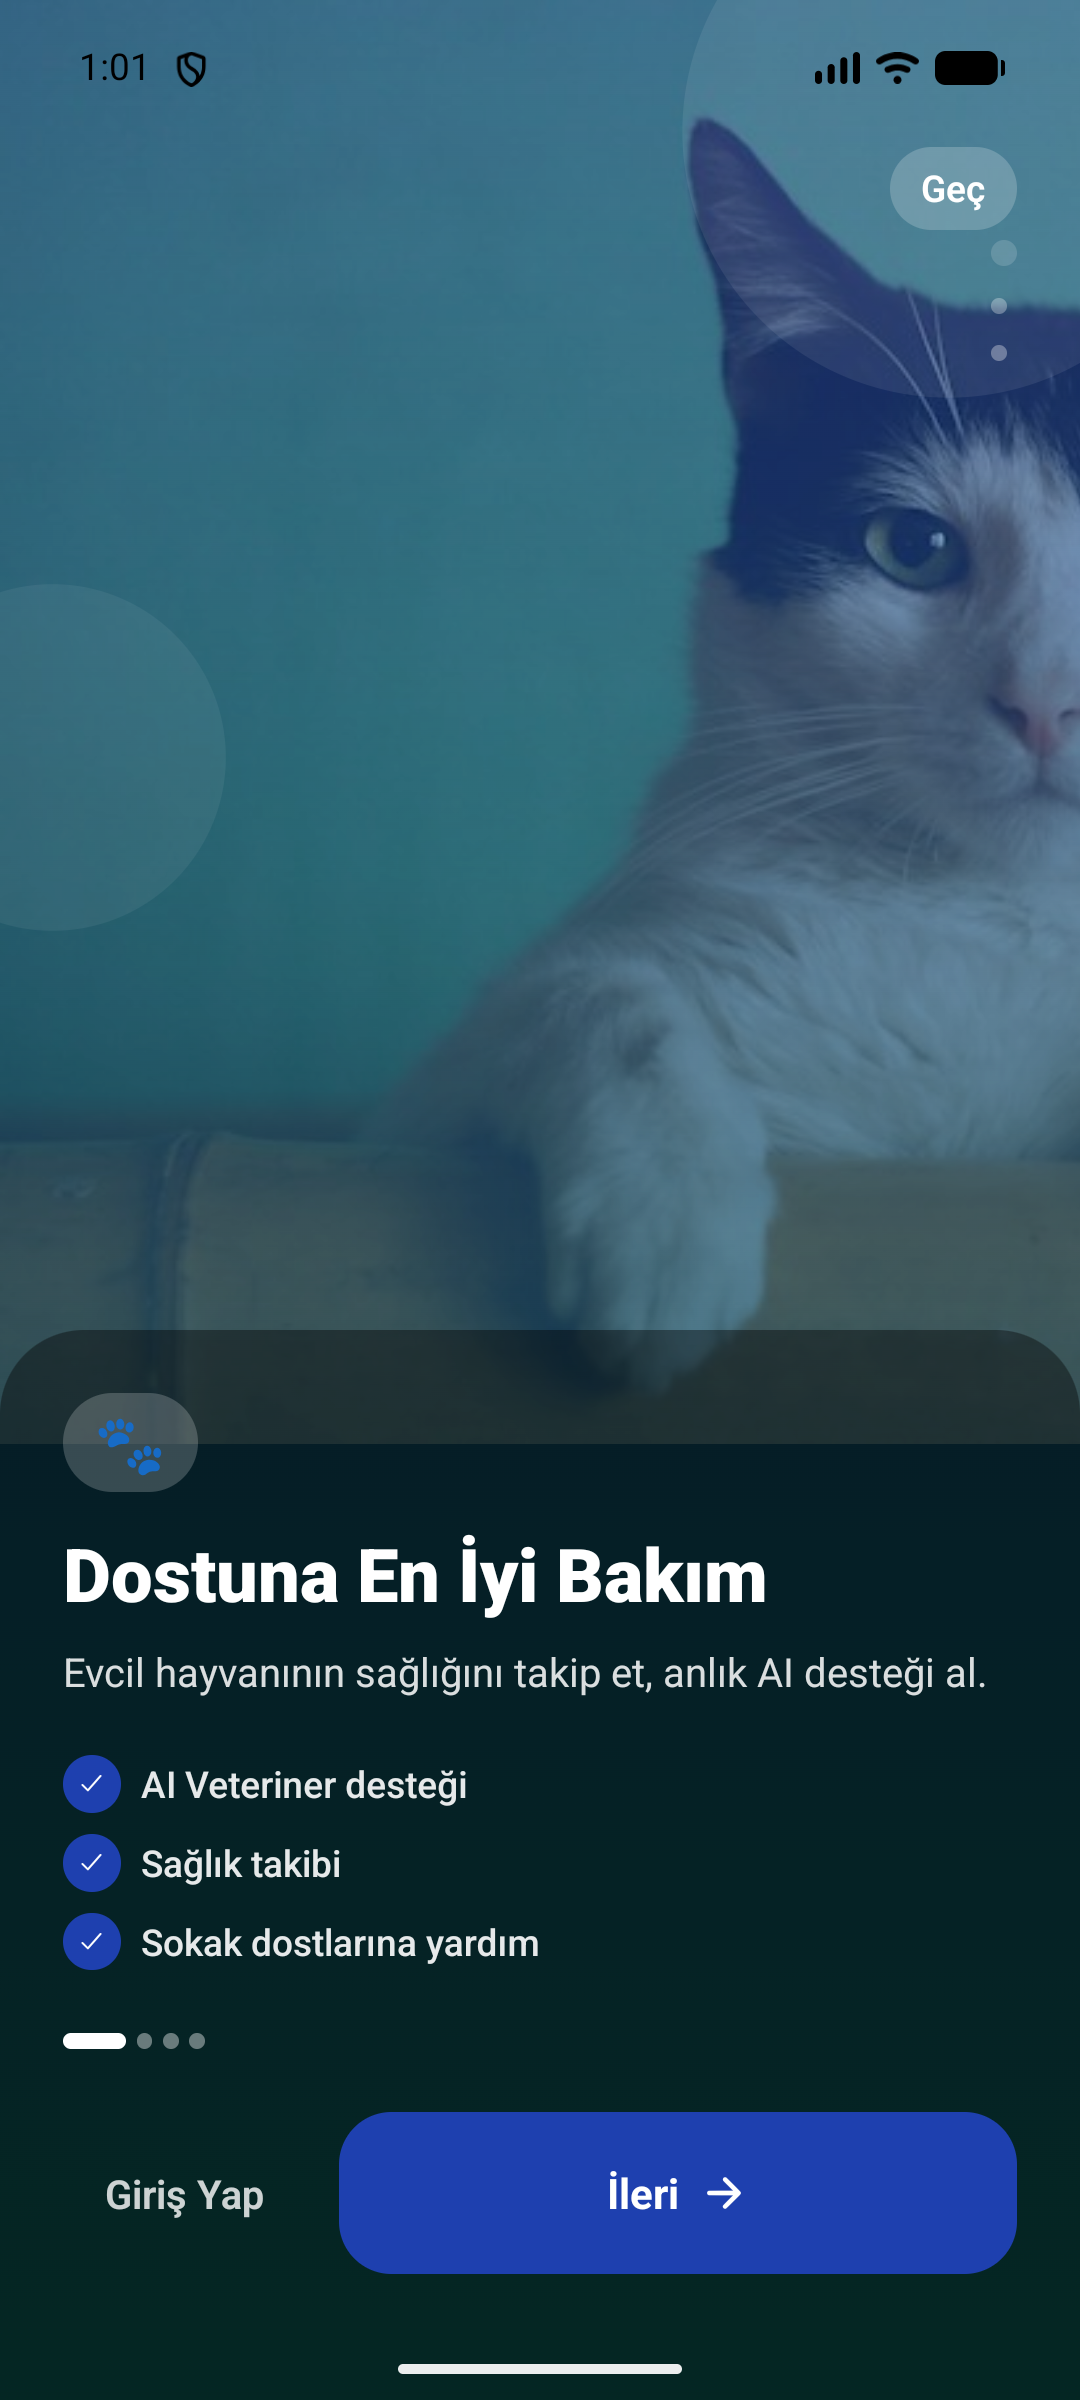 1:01
Geç
Dostuna En İyi Bakım
Evcil hayvanının sağlığını takip et, anlık AI desteği al.
AI Veteriner desteği
Sağlık takibi
Sokak dostlarına yardım
Giriş Yap
İleri →